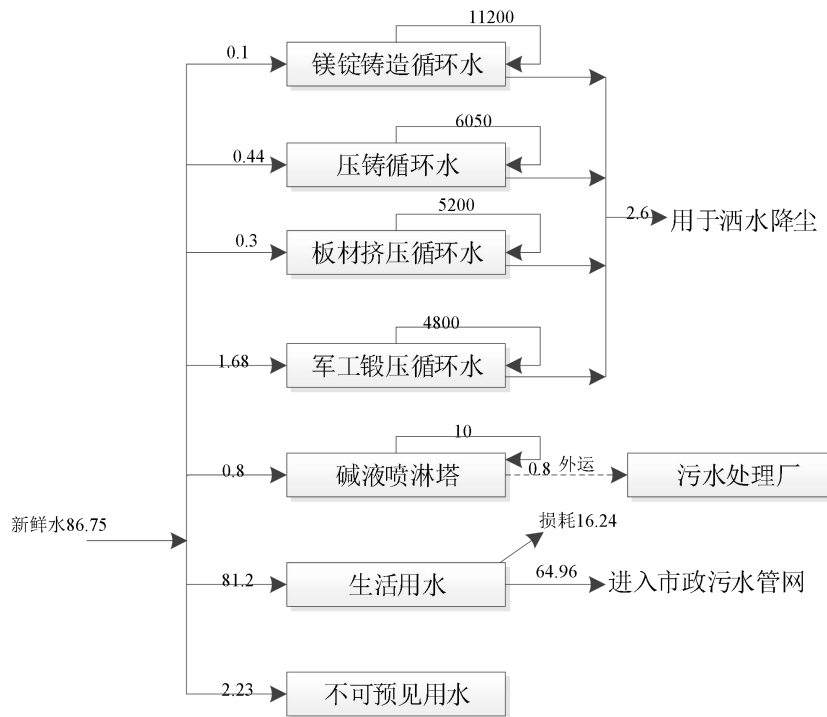 11200
0.1
镁锭铸造循环水
6050
0.44
压铸循环水
5200
0.3
板材挤压循环水
2.6
用于洒水降尘
4800
1.68
军工锻压循环水
10
0.8
碱液喷淋塔
0.8 外运
污水处理厂
新鲜水86.75
损耗16.24
81.2
生活用水
64.96
进入市政污水管网
2.23
不可预见用水